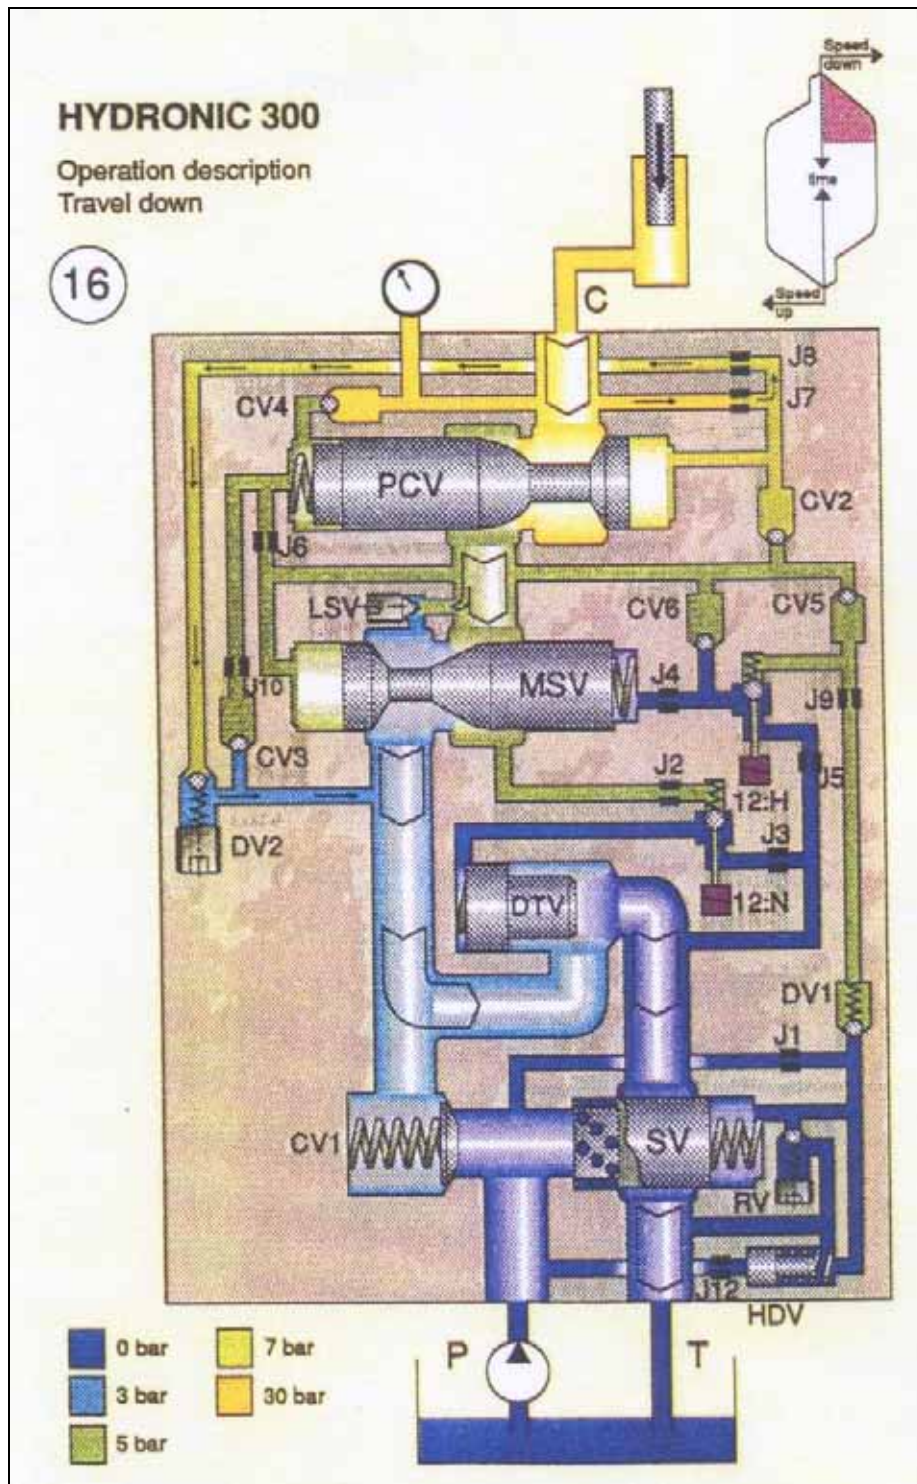 HYDRONIC 300
Operation description
Travel down
16
Speed
down
time
Speed
up
C
J8
J7
CV4
PCV
CV2
J6
LSV
CV6
CV5
MSV
J4
J10
J9
CV3
J2
12:H
J5
DV2
J3
DTV
12:N
DV1
J1
CV1
SV
RV
J12
HDV
0 bar
7 bar
P
T
3 bar
30 bar
5 bar